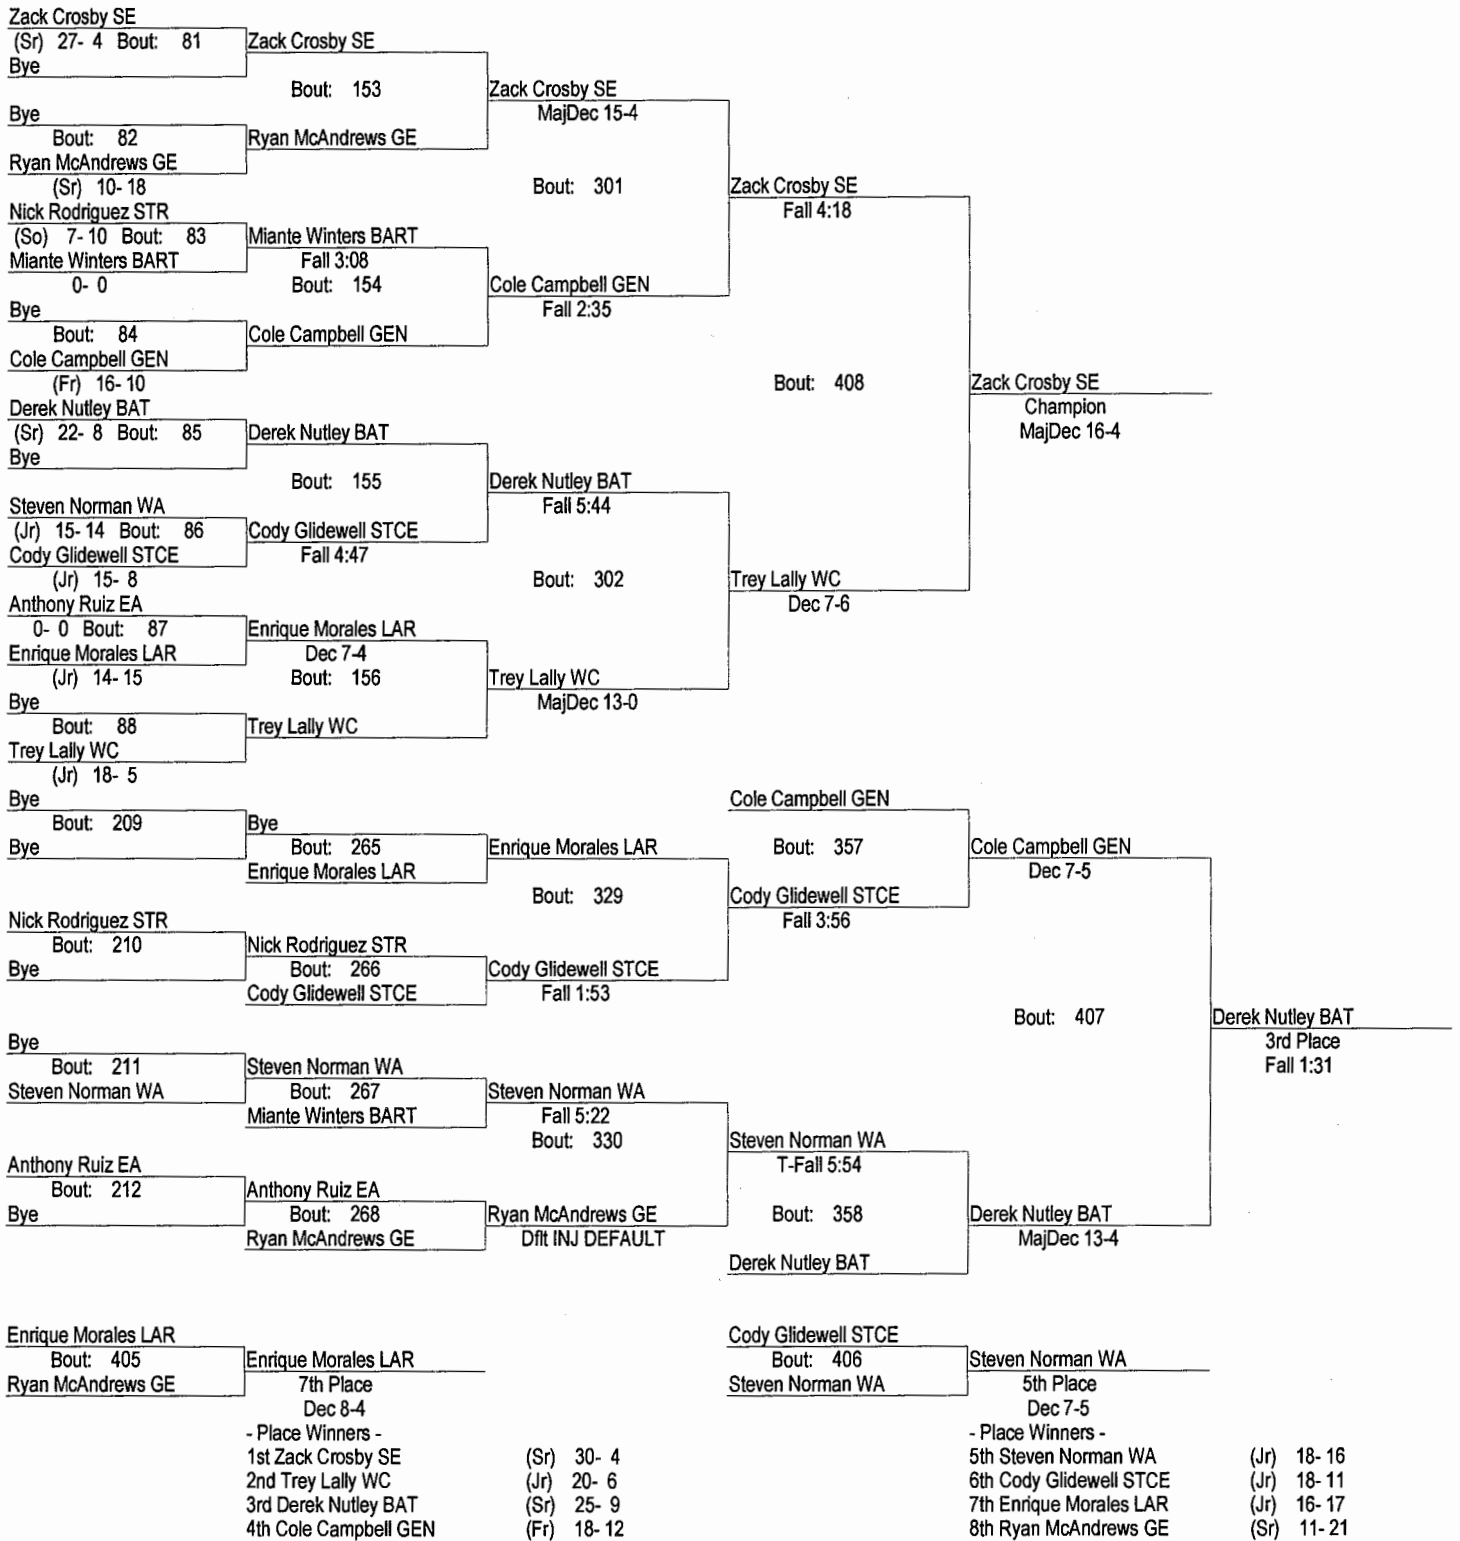 Zack Crosby SE
(Sr) 27- 4 Bout: 81 Zack Crosby SE
Bye
Bout: 153 Zack Crosby SE
MajDec 15-4
Bye
Bout: 82 Ryan McAndrews GE
Ryan McAndrews GE
(Sr) 10- 18 Bout: 301 Zack Crosby SE
Fall 4:18
Nick Rodriguez STR
(So) 7- 10 Bout: 83 Miante Winters BART
Miante Winters BART Fall 3:08
0- 0 Bout: 154 Cole Campbell GEN
Fall 2:35
Bye
Bout: 84 Cole Campbell GEN
Cole Campbell GEN
(Fr) 16- 10 Bout: 408 Zack Crosby SE
Champion
MajDec 16-4
Derek Nutley BAT
(Sr) 22- 8 Bout: 85 Derek Nutley BAT
Bye
Bout: 155 Derek Nutley BAT
Fall 5:44
Steven Norman WA
(Jr) 15- 14 Bout: 86 Cody Glidewell STCE
Cody Glidewell STCE Fall 4:47
(Jr) 15- 8 Bout: 302 Trey Lally WC
Dec 7-6
Anthony Ruiz EA
0- 0 Bout: 87 Enrique Morales LAR
Enrique Morales LAR Dec 7-4
(Jr) 14- 15 Bout: 156 Trey Lally WC
MajDec 13-0
Bye
Bout: 88 Trey Lally WC
Trey Lally WC
(Jr) 18- 5
Bye Cole Campbell GEN
Bout: 209 Bye
Bye Bout: 265 Enrique Morales LAR Bout: 357 Cole Campbell GEN
Enrique Morales LAR Dec 7-5
Bout: 329 Cody Glidewell STCE
Fall 3:56
Nick Rodriguez STR
Bout: 210 Nick Rodriguez STR
Bye Bout: 266 Cody Glidewell STCE
Cody Glidewell STCE Fall 1:53
Bout: 407 Derek Nutley BAT
3rd Place
Fall 1:31
Bye
Bout: 211 Steven Norman WA
Steven Norman WA Bout: 267 Steven Norman WA
Miante Winters BART Fall 5:22
Bout: 330 Steven Norman WA
T-Fall 5:54
Anthony Ruiz EA
Bout: 212 Anthony Ruiz EA
Bye Bout: 268 Ryan McAndrews GE Bout: 358 Derek Nutley BAT
Ryan McAndrews GE Dflt INJ DEFAULT MajDec 13-4
Derek Nutley BAT
Enrique Morales LAR Cody Glidewell STCE
Bout: 405 Enrique Morales LAR Bout: 406 Steven Norman WA
Ryan McAndrews GE 7th Place Steven Norman WA 5th Place
Dec 8-4 Dec 7-5
- Place Winners - - Place Winners -
1st Zack Crosby SE (Sr) 30- 4 5th Steven Norman WA (Jr) 18- 16
2nd Trey Lally WC (Jr) 20- 6 6th Cody Glidewell STCE (Jr) 18- 11
3rd Derek Nutley BAT (Sr) 25- 9 7th Enrique Morales LAR (Jr) 16- 17
4th Cole Campbell GEN (Fr) 18- 12 8th Ryan McAndrews GE (Sr) 11- 21